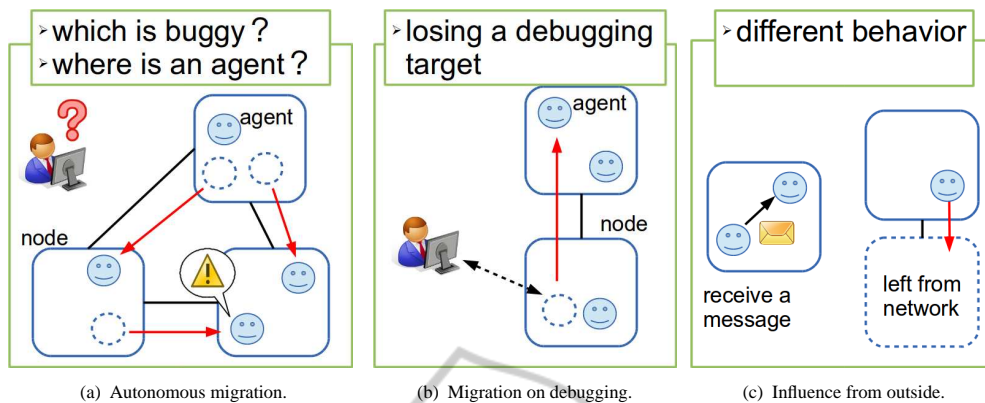 ➢ which is buggy ?
➢ where is an agent ?
agent
node
(a) Autonomous migration.
➢ losing a debugging
target
agent
node
(b) Migration on debugging.
➢ different behavior
receive a
message
left from
network
(c) Influence from outside.